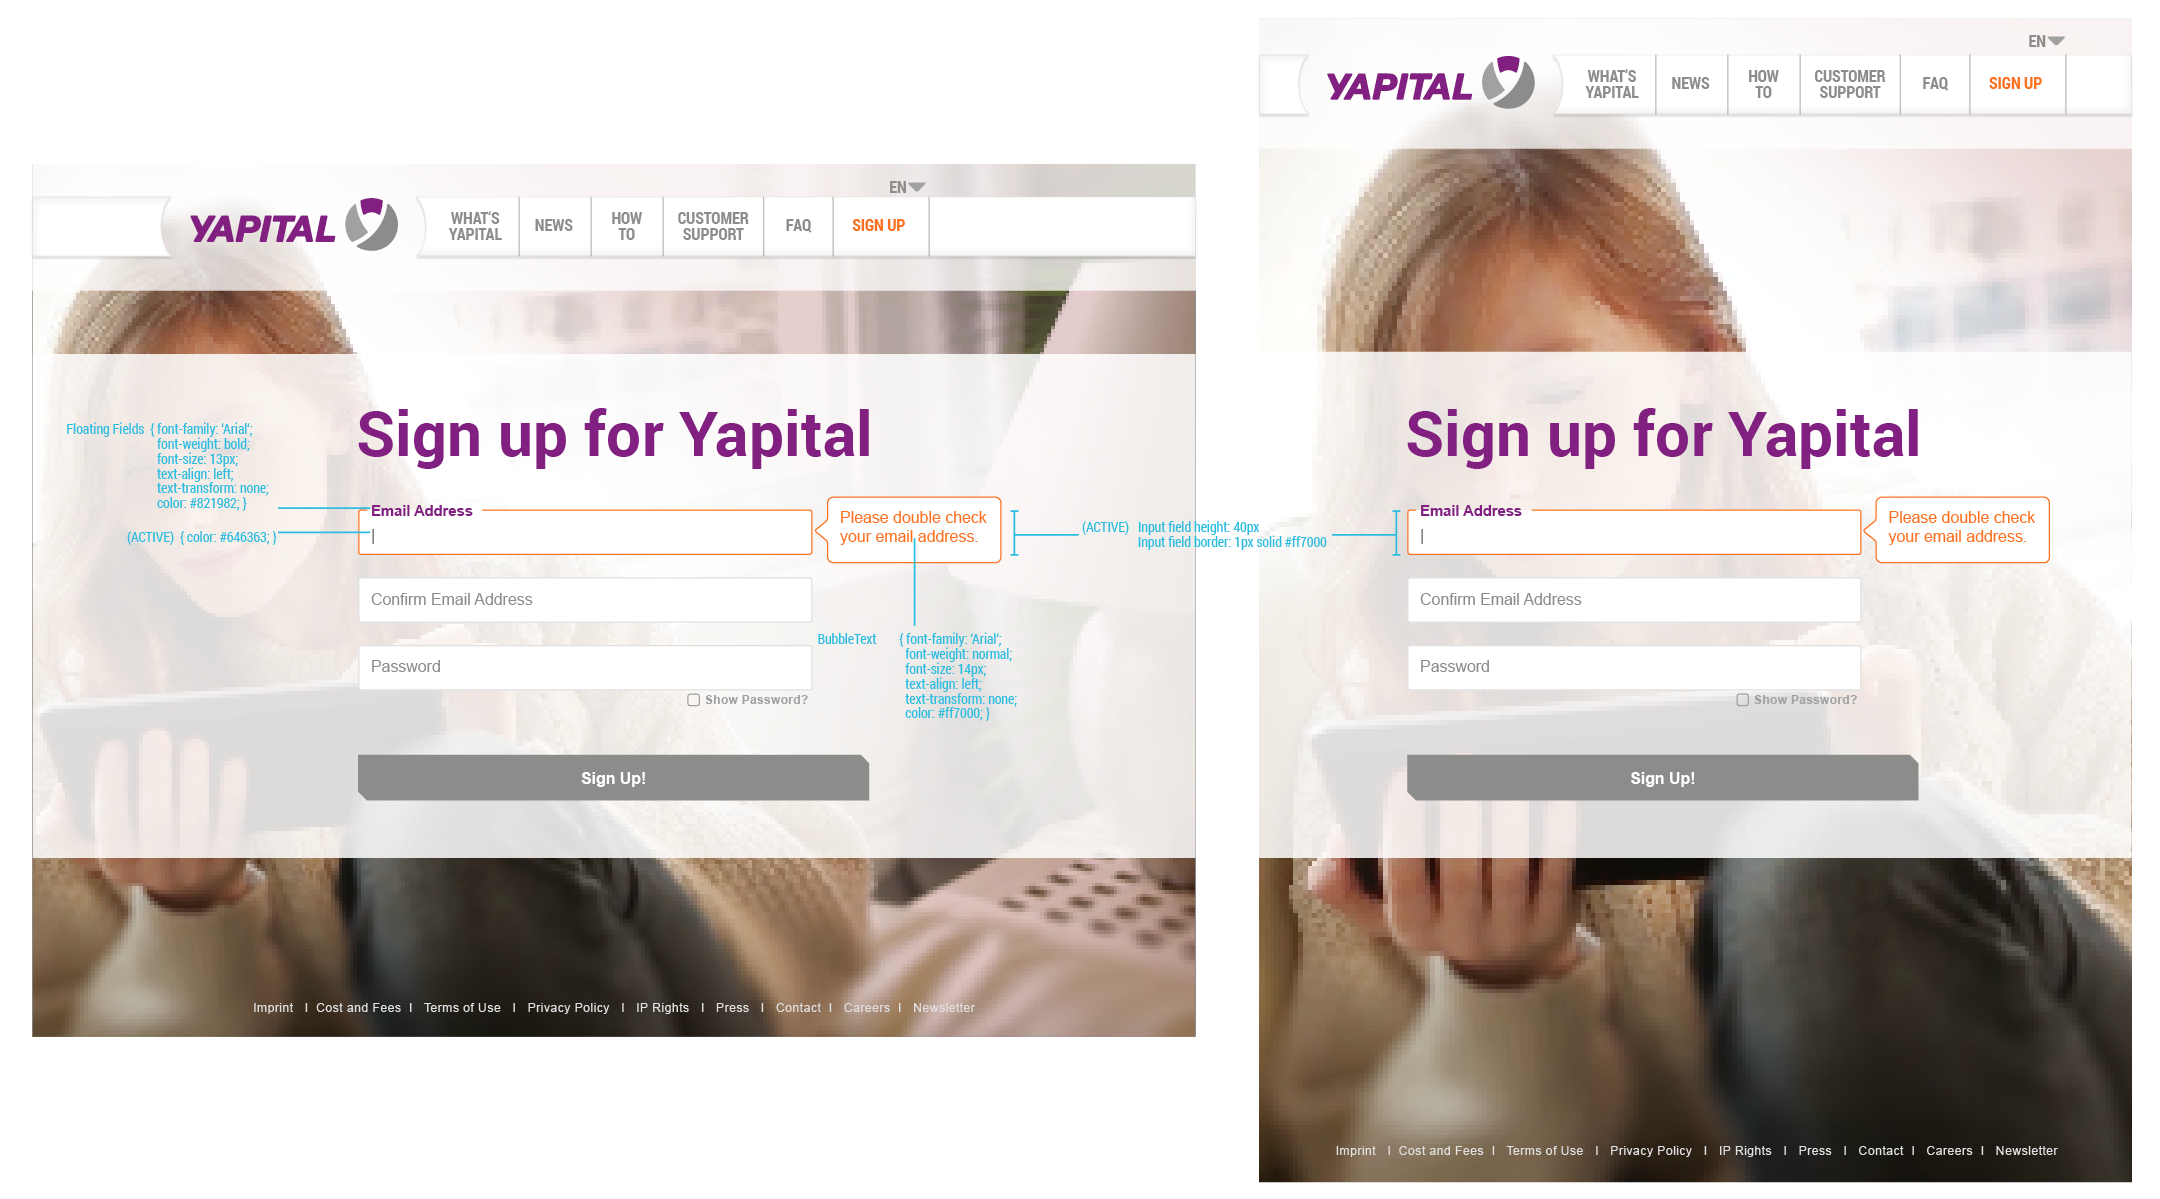 EN
YAPITAL
WHAT'S
YAPITAL
NEWS
HOW
TO
CUSTOMER
SUPPORT
FAQ
SIGN UP
Sign up for Yapital
Floating Fields { font-family: 'Arial';
font-weight: bold;
font-size: 13px;
text-align: left;
text-transform: none;
color: #821982; }
(ACTIVE) { color: #646363; }
Email Address
|
Please double check
your email address.
(ACTIVE) Input field height: 40px
Input field border: 1px solid #ff7000
Confirm Email Address
Password
Show Password?
BubbleText { font-family: 'Arial';
font-weight: normal;
font-size: 14px;
text-align: left;
text-transform: none;
color: #ff7000; }
Sign Up!
Imprint | Cost and Fees | Terms of Use | Privacy Policy | IP Rights | Press | Contact | Careers | Newsletter
EN
YAPITAL
WHAT'S
YAPITAL
NEWS
HOW
TO
CUSTOMER
SUPPORT
FAQ
SIGN UP
Sign up for Yapital
Email Address
|
Please double check
your email address.
Confirm Email Address
Password
Show Password?
Sign Up!
Imprint | Cost and Fees | Terms of Use | Privacy Policy | IP Rights | Press | Contact | Careers | Newsletter